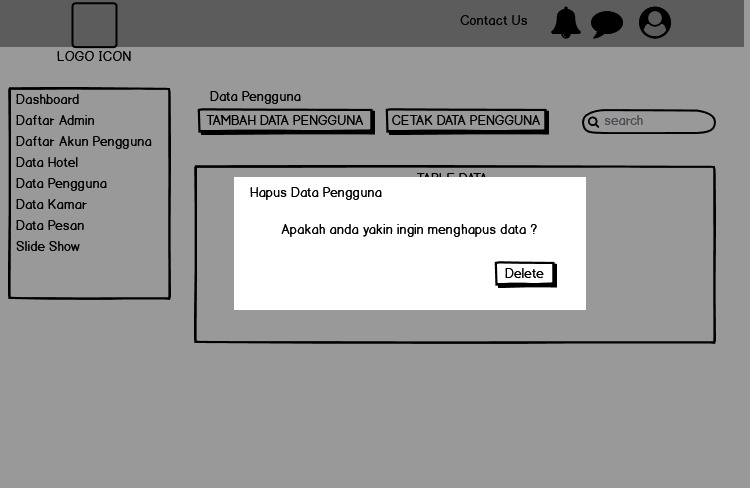 Contact Us
LOGO ICON
Dashboard
Daftar Admin
Daftar Akun Pengguna
Data Hotel
Data Pengguna
Data Kamar
Data Pesan
Slide Show
Data Pengguna
TAMBAH DATA PENGGUNA
CETAK DATA PENGGUNA
search
TABLE DATA
Hapus Data Pengguna
Apakah anda yakin ingin menghapus data ?
Delete